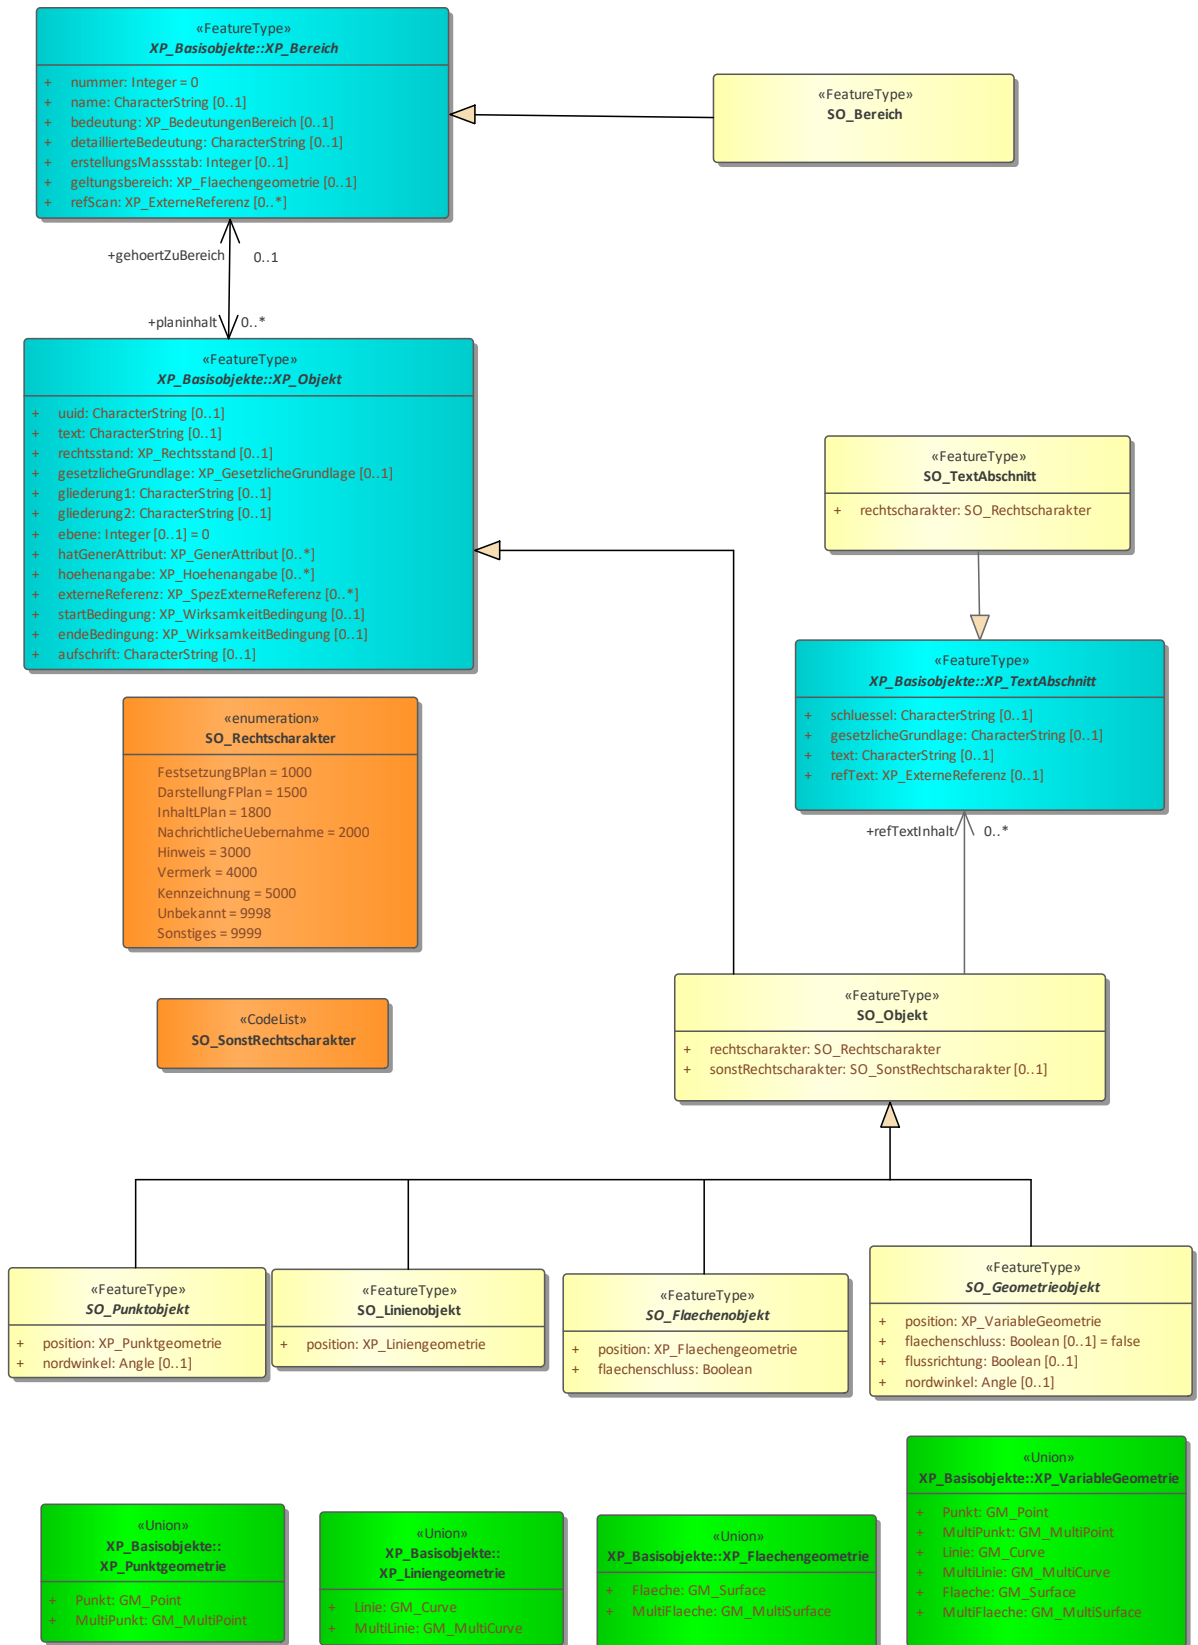 «FeatureType»
XP_Basisobjekte::XP_Bereich
+ nummer: Integer = 0
+ name: CharacterString [0..1]
+ bedeutung: XP_BedeutungenBereich [0..1]
+ detaillierteBedeutung: CharacterString [0..1]
+ erstellungsMassstab: Integer [0..1]
+ geltungsbereich: XP_Flaechengeometrie [0..1]
+ refScan: XP_ExterneReferenz [0..*]
«FeatureType»
SO_Bereich
+gehoertZuBereich 0..1
+planinhalt 0..*
«FeatureType»
XP_Basisobjekte::XP_Objekt
+ uuid: CharacterString [0..1]
+ text: CharacterString [0..1]
+ rechtsstand: XP_Rechtsstand [0..1]
+ gesetzlicheGrundlage: XP_GesetzlicheGrundlage [0..1]
+ gliederung1: CharacterString [0..1]
+ gliederung2: CharacterString [0..1]
+ ebene: Integer [0..1] = 0
+ hatGenerAttribut: XP_GenerAttribut [0..*]
+ hoehenangabe: XP_Hoehenangabe [0..*]
+ externeReferenz: XP_SpezExterneReferenz [0..*]
+ startBedingung: XP_WirksamkeitBedingung [0..1]
+ endeBedingung: XP_WirksamkeitBedingung [0..1]
+ aufschrift: CharacterString [0..1]
«FeatureType»
SO_TextAbschnitt
+ rechtscharakter: SO_Rechtscharakter
«FeatureType»
XP_Basisobjekte::XP_TextAbschnitt
+ schluessel: CharacterString [0..1]
+ gesetzlicheGrundlage: CharacterString [0..1]
+ text: CharacterString [0..1]
+ refText: XP_ExterneReferenz [0..1]
+refTextInhalt 0..*
«enumeration»
SO_Rechtscharakter
FestsetzungBPlan = 1000
DarstellungFPlan = 1500
InhaltLPlan = 1800
NachrichtlicheUebernahme = 2000
Hinweis = 3000
Vermerk = 4000
Kennzeichnung = 5000
Unbekannt = 9998
Sonstiges = 9999
«CodeList»
SO_SonstRechtscharakter
«FeatureType»
SO_Objekt
+ rechtscharakter: SO_Rechtscharakter
+ sonstRechtscharakter: SO_SonstRechtscharakter [0..1]
«FeatureType»
SO_Punktobjekt
+ position: XP_Punktgeometrie
+ nordwinkel: Angle [0..1]
«FeatureType»
SO_Linienobjekt
+ position: XP_Liniengeometrie
«FeatureType»
SO_Flaechenobjekt
+ position: XP_Flaechengeometrie
+ flaechenschluss: Boolean
«FeatureType»
SO_Geometrieobjekt
+ position: XP_VariableGeometrie
+ flaechenschluss: Boolean [0..1] = false
+ flussrichtung: Boolean [0..1]
+ nordwinkel: Angle [0..1]
«Union»
XP_Basisobjekte::
XP_Punktgeometrie
+ Punkt: GM_Point
+ MultiPunkt: GM_MultiPoint
«Union»
XP_Basisobjekte::
XP_Liniengeometrie
+ Linie: GM_Curve
+ MultiLinie: GM_MultiCurve
«Union»
XP_Basisobjekte::XP_Flaechengeometrie
+ Flaeche: GM_Surface
+ MultiFlaeche: GM_MultiSurface
«Union»
XP_Basisobjekte::XP_VariableGeometrie
+ Punkt: GM_Point
+ MultiPunkt: GM_MultiPoint
+ Linie: GM_Curve
+ MultiLinie: GM_MultiCurve
+ Flaeche: GM_Surface
+ MultiFlaeche: GM_MultiSurface